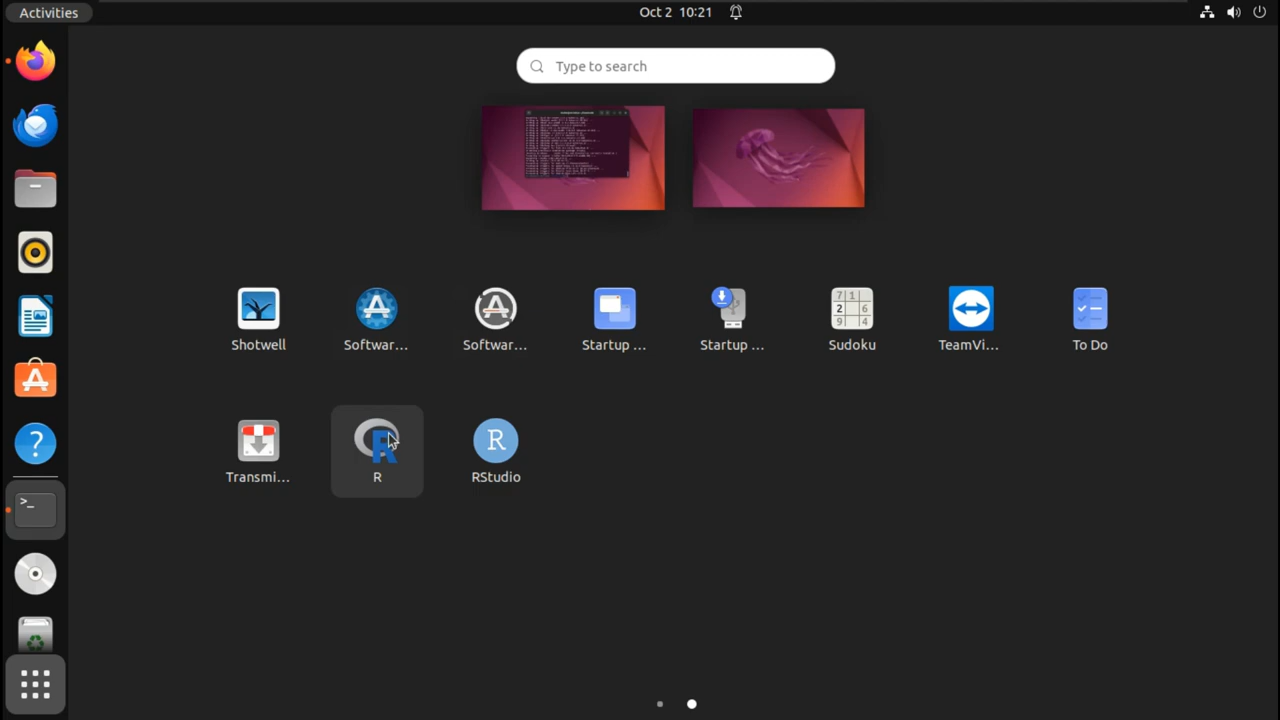 Activities
Oct 2 10:21
Type to search
Shotwell
Softwar...
Softwar...
Startup ...
Startup ...
Sudoku
TeamVi...
To Do
Transmi...
R
RStudio